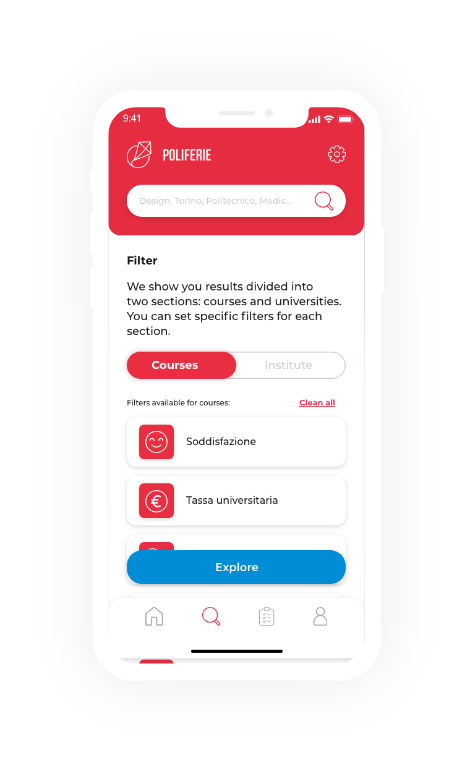 9:41
POLIFERIE
Design, Torino, Politecnico, Medic...
Filter
We show you results divided into
two sections: courses and universities.
You can set specific filters for each
section.
Courses
Institute
Filters available for courses:
Clean all
Soddisfazione
€
Tassa universitaria
Explore